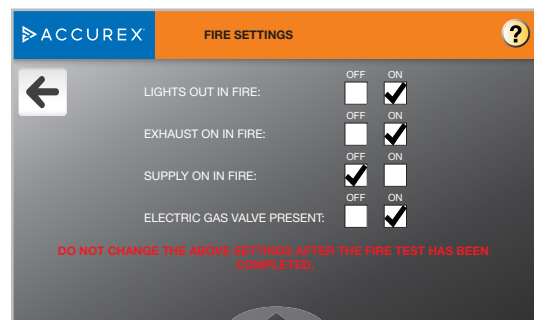 ACCUREX
FIRE SETTINGS
?
OFF ON
LIGHTS OUT IN FIRE:
OFF ON
EXHAUST ON IN FIRE:
OFF ON
SUPPLY ON IN FIRE:
OFF ON
ELECTRIC GAS VALVE PRESENT:
DO NOT CHANGE THE ABOVE SETTINGS AFTER THE FIRE TEST HAS BEEN
COMPLETED.